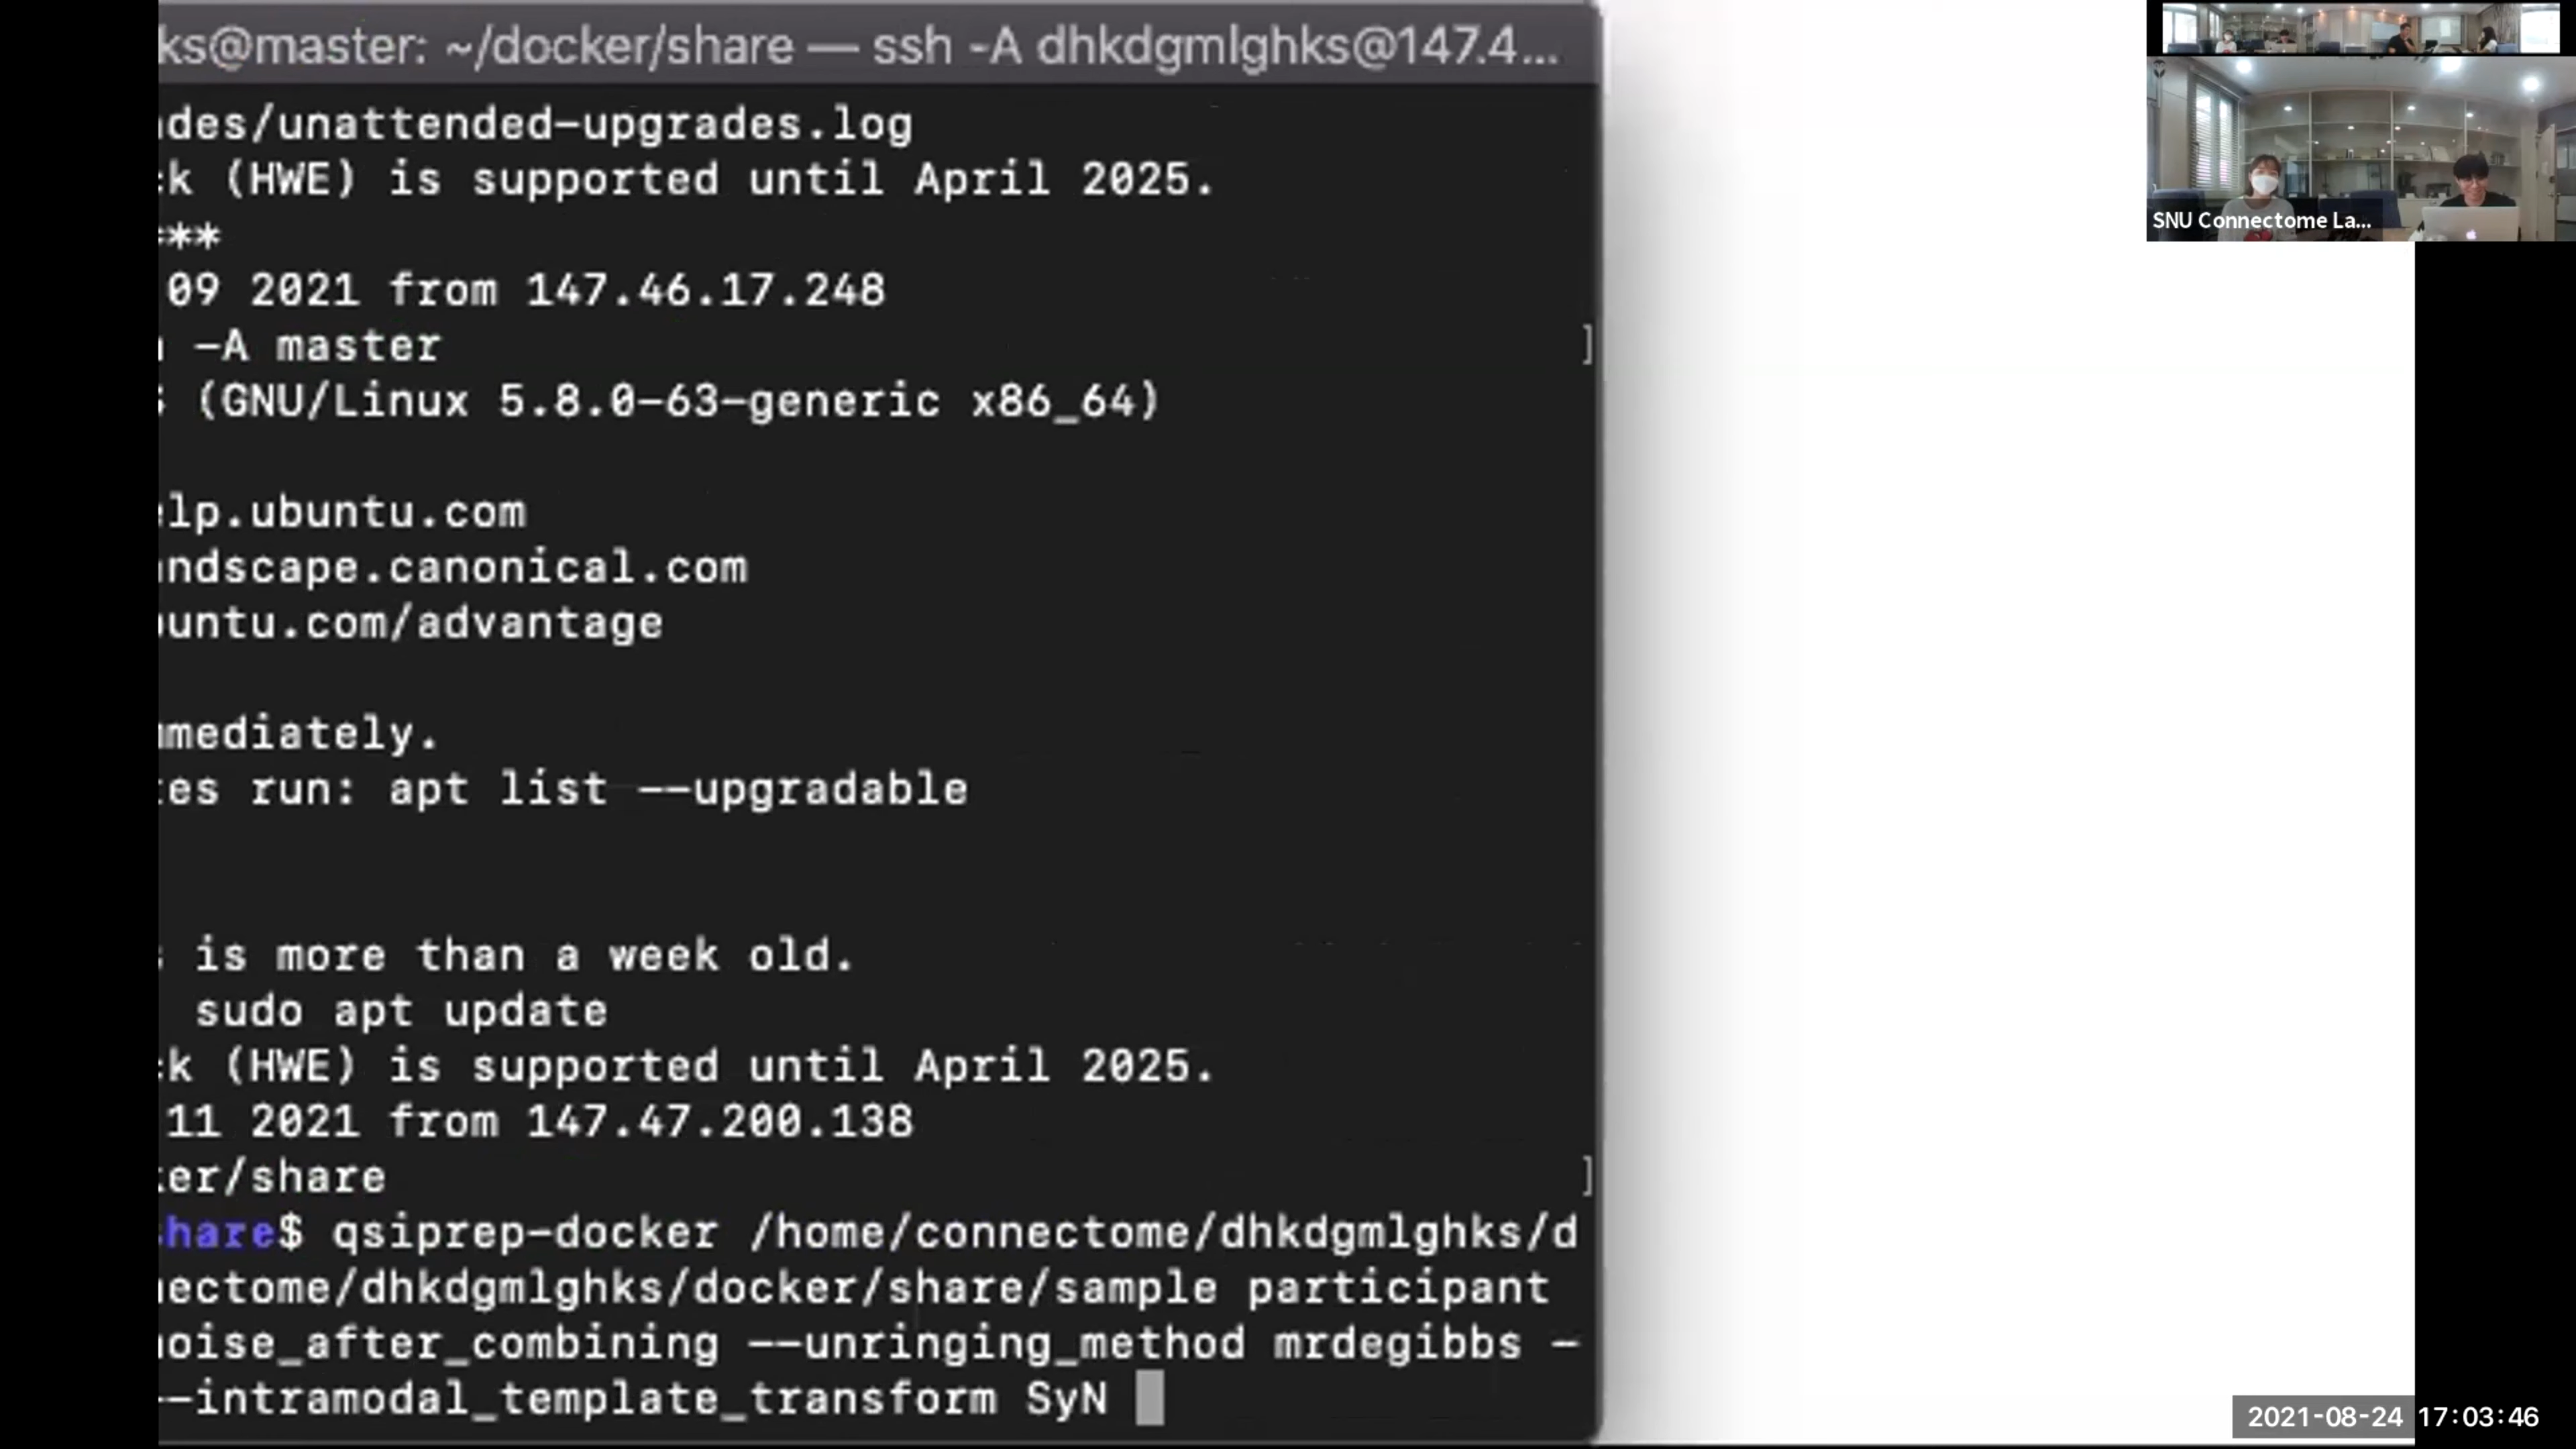 ks@master: ~/docker/share — ssh -A dhkdgmlghks@147.4...
des/unattended-upgrades.log
k (HWE) is supported until April 2025.
**
09 2021 from 147.46.17.248
-A master ]
(GNU/Linux 5.8.0-63-generic x86_64)
lp.ubuntu.com
ndscape.canonical.com
untu.com/advantage
mediately.
es run: apt list --upgradable
is more than a week old.
sudo apt update
k (HWE) is supported until April 2025.
11 2021 from 147.47.200.138
er/share ]
hare$ qsiprep-docker /home/connectome/dhkdgmlghks/d
ectome/dhkdgmlghks/docker/share/sample participant
oise_after_combining --unringing_method mrdegibbs -
--intramodal_template_transform SyN
SNU Connectome La...
2021-08-24 17:03:46